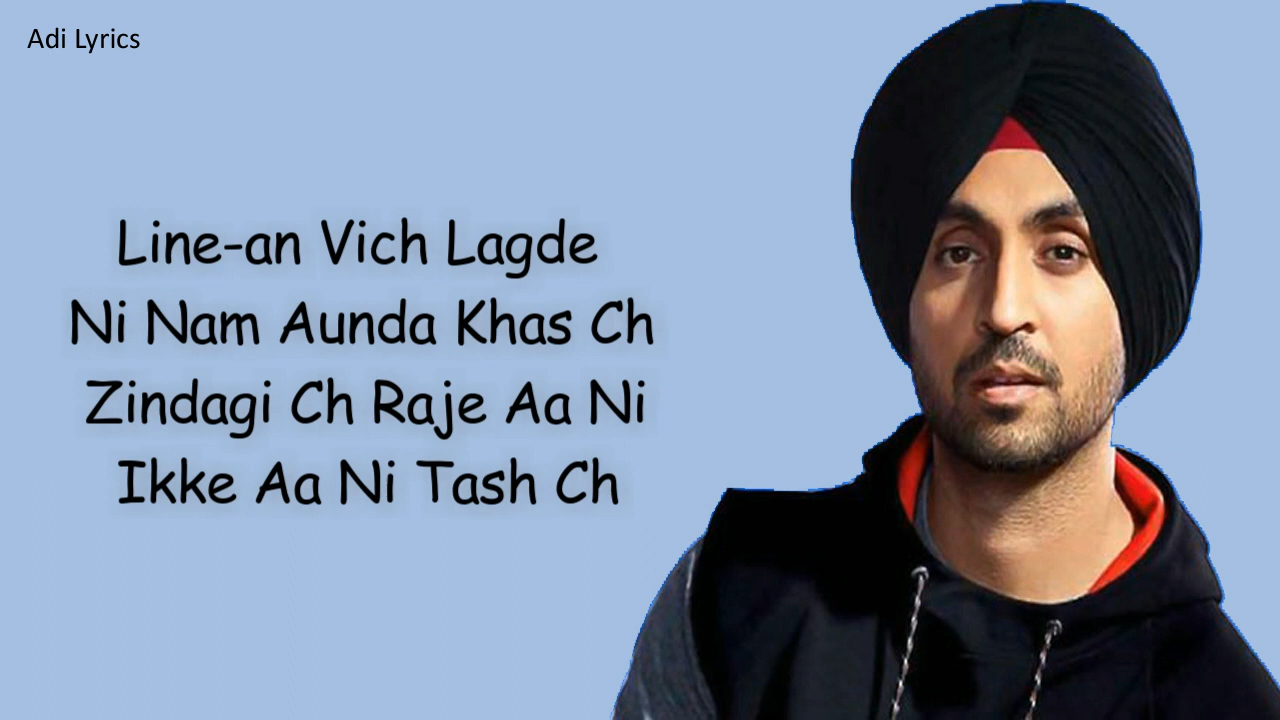 Adi Lyrics
Line-an Vich Lagde
Ni Nam Aunda Khas Ch
Zindagi Ch Raje Aa Ni
Ikke Aa Ni Tash Ch